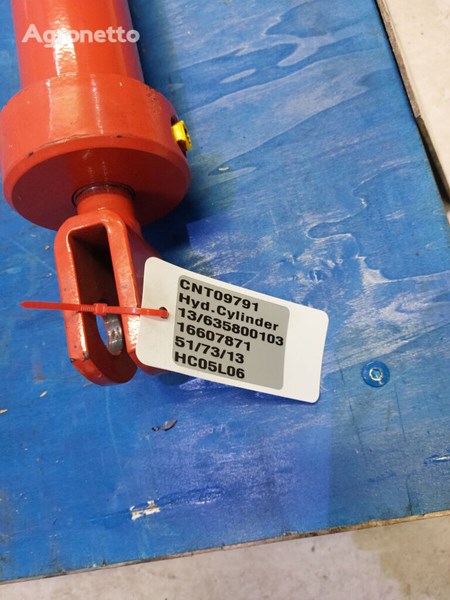 Agronetto
CNT09791
Hyd.Cylinder
13/635800103
16607871
51/73/13
HC05L06